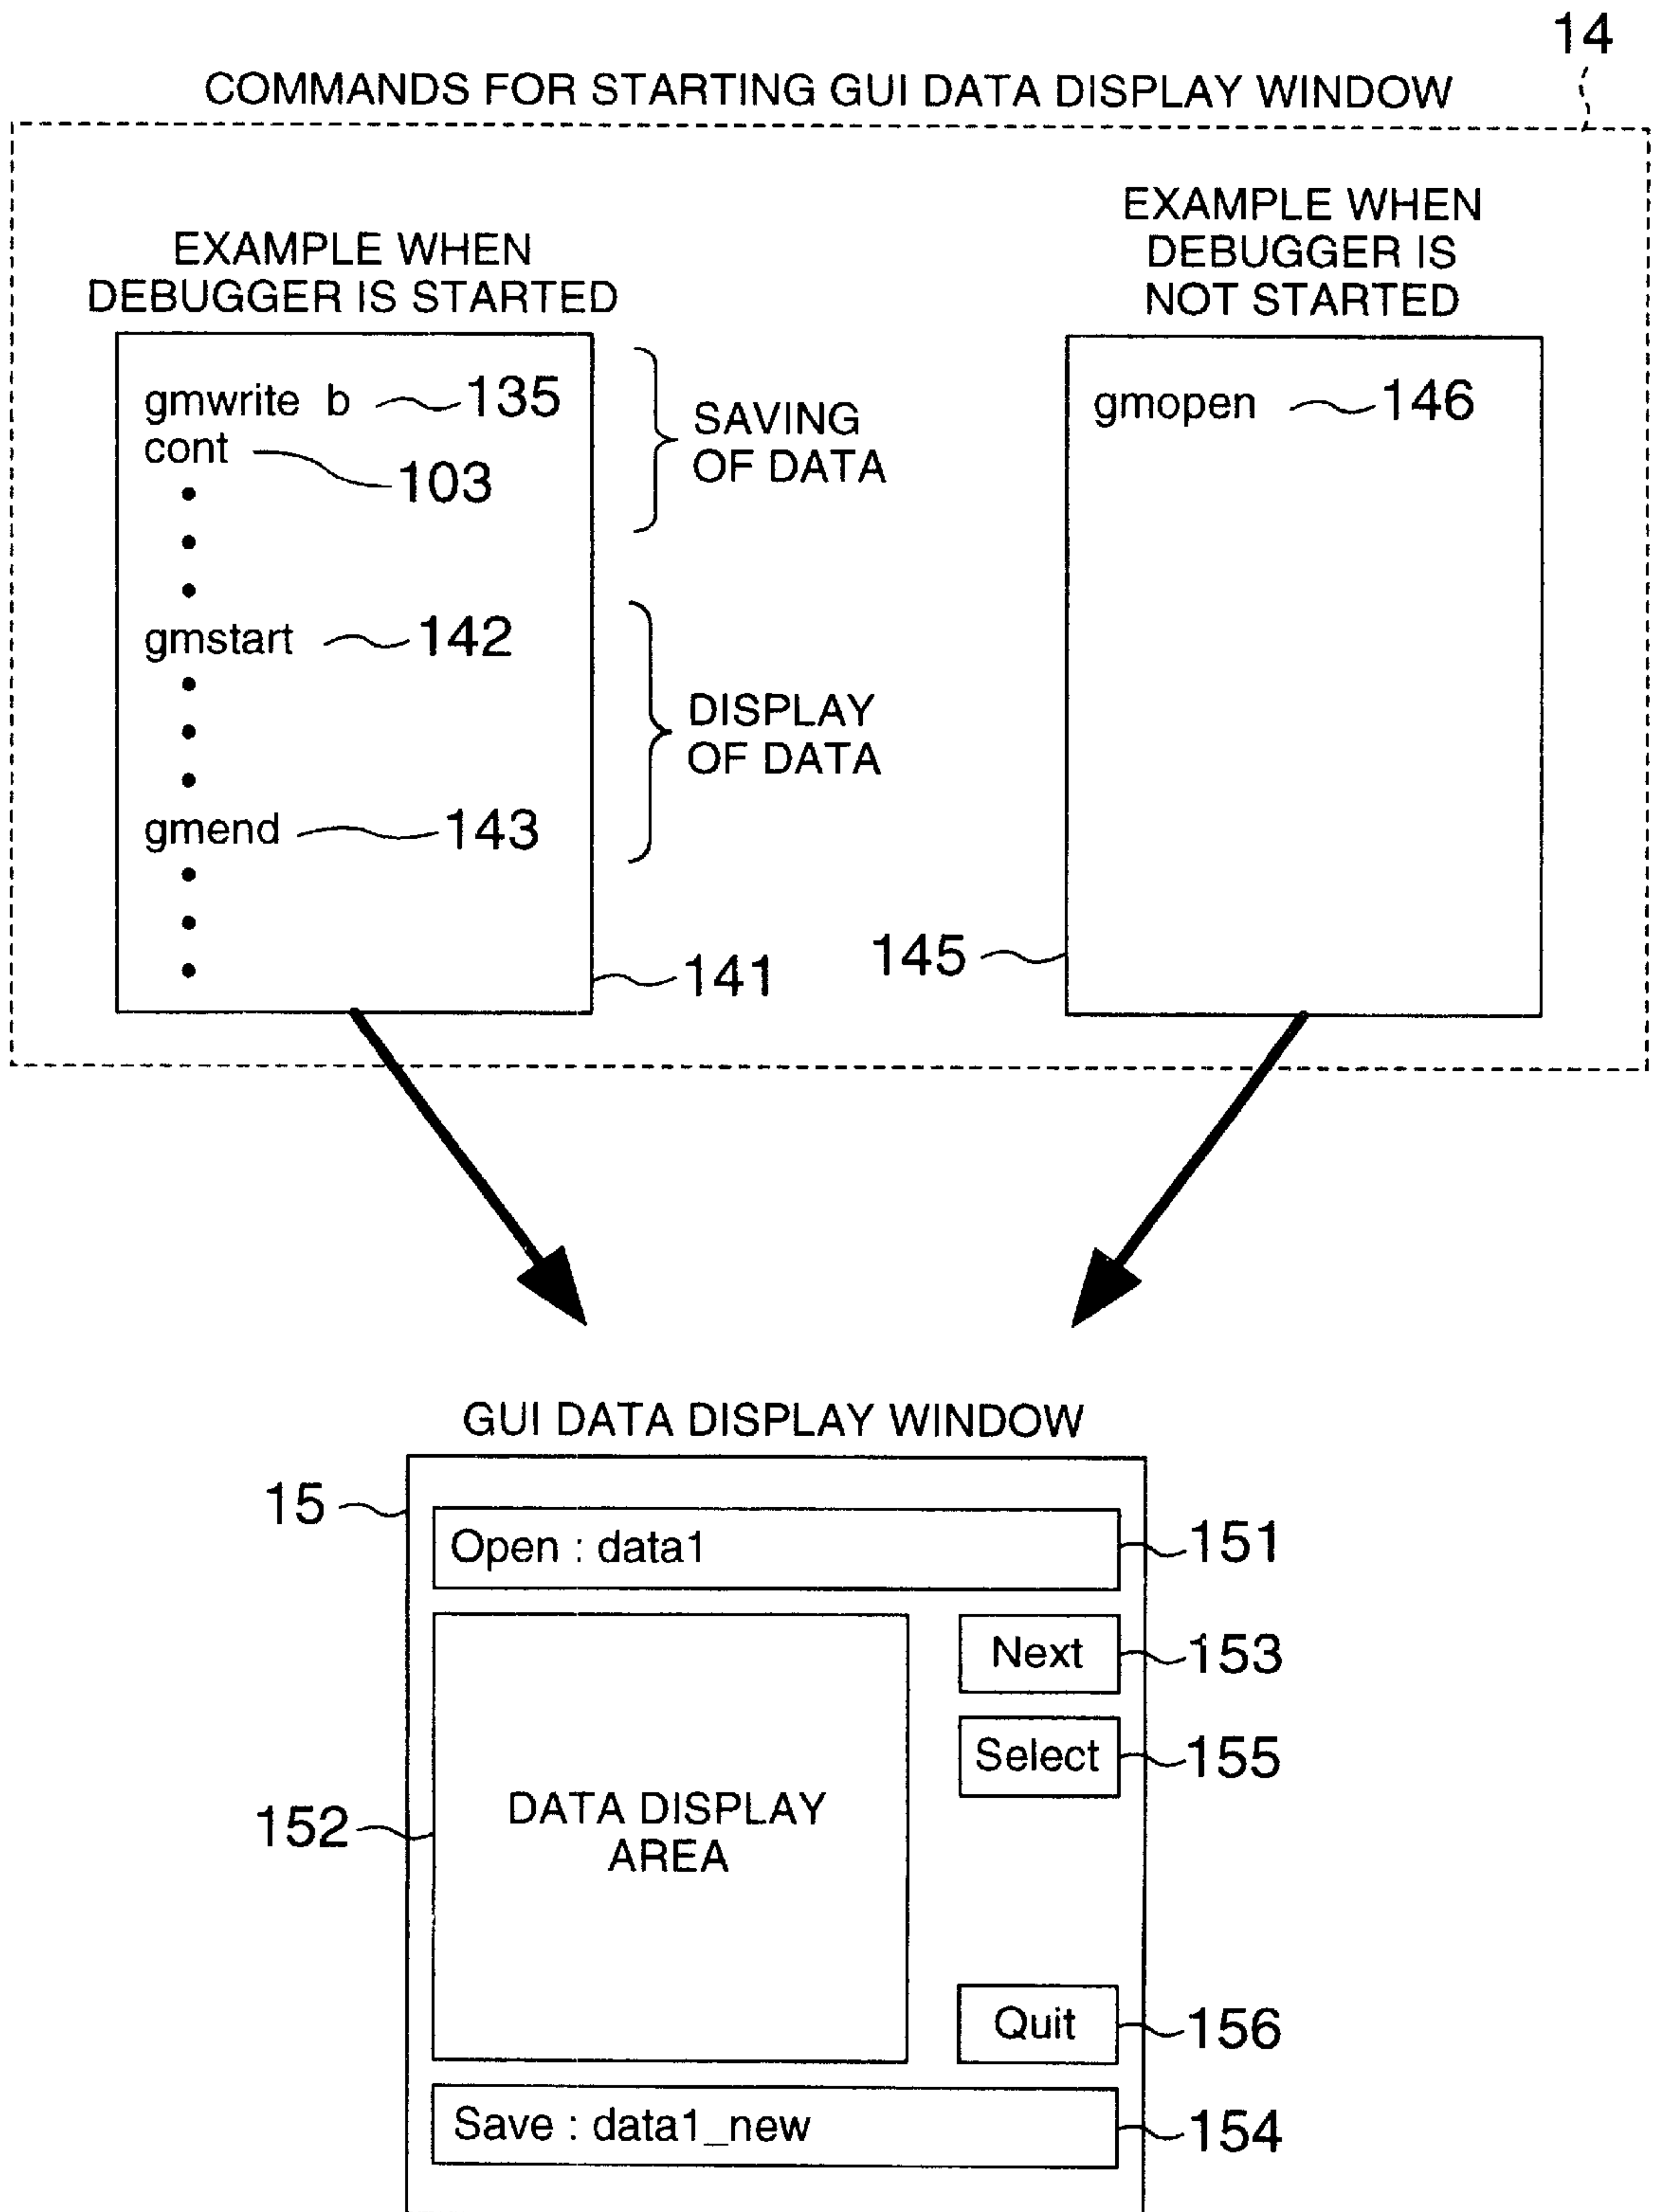 14
COMMANDS FOR STARTING GUI DATA DISPLAY WINDOW
EXAMPLE WHEN
DEBUGGER IS STARTED
gmwrite b 135
cont 103
gmstart 142
gmend 143
141
SAVING
OF DATA
DISPLAY
OF DATA
EXAMPLE WHEN
DEBUGGER IS
NOT STARTED
gmopen 146
145
GUI DATA DISPLAY WINDOW
15
Open : data1 151
Next 153
Select 155
152
DATA DISPLAY
AREA
Quit 156
Save : data1_new 154